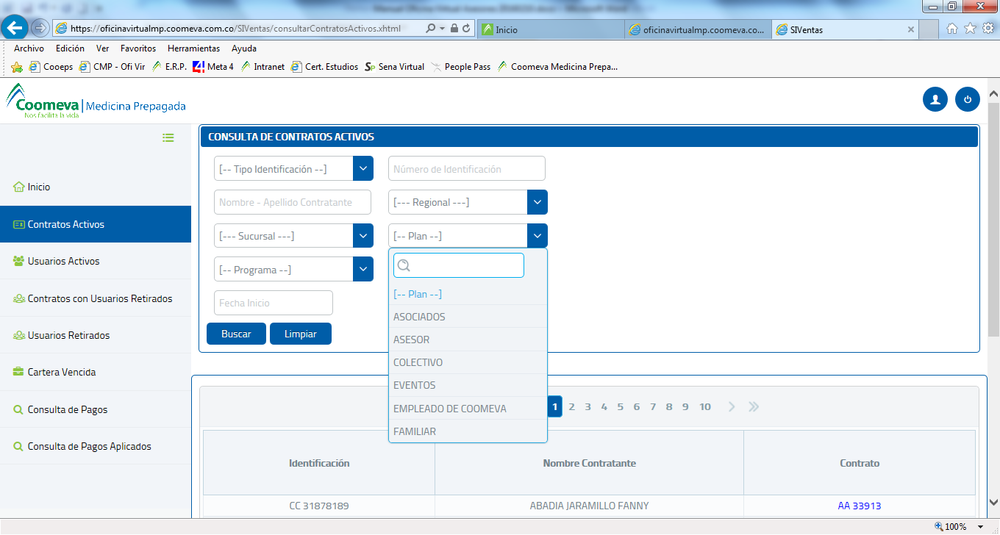 https://oficinavirtualmp.coomeva.com.co/SIVentas/consultarContratosActivos.xhtml
Inicio
oficinavirtualmp.coomeva.co...
SIVentas
Archivo Edición Ver Favoritos Herramientas Ayuda
Cooeps CMP - Ofi Vir E.R.P. Meta 4 Intranet Cert. Estudios Sena Virtual People Pass Coomeva Medicina Prepa...
Coomeva | Medicina Prepagada
Nos facilita la vida
Inicio
Contratos Activos
Usuarios Activos
Contratos con Usuarios Retirados
Usuarios Retirados
Cartera Vencida
Consulta de Pagos
Consulta de Pagos Aplicados
CONSULTA DE CONTRATOS ACTIVOS
[-- Tipo Identificación --] Número de Identificación
Nombre - Apellido Contratante [--- Regional ---]
[--- Sucursal ---] [-- Plan --]
[-- Programa --]
Fecha Inicio
Buscar Limpiar
[-- Plan --]
ASOCIADOS
ASESOR
COLECTIVO
EVENTOS
EMPLEADO DE COOMEVA
FAMILIAR
1 2 3 4 5 6 7 8 9 10
Identificación Nombre Contratante Contrato
CC 31878189 ABADIA JARAMILLO FANNY AA 33913
100%